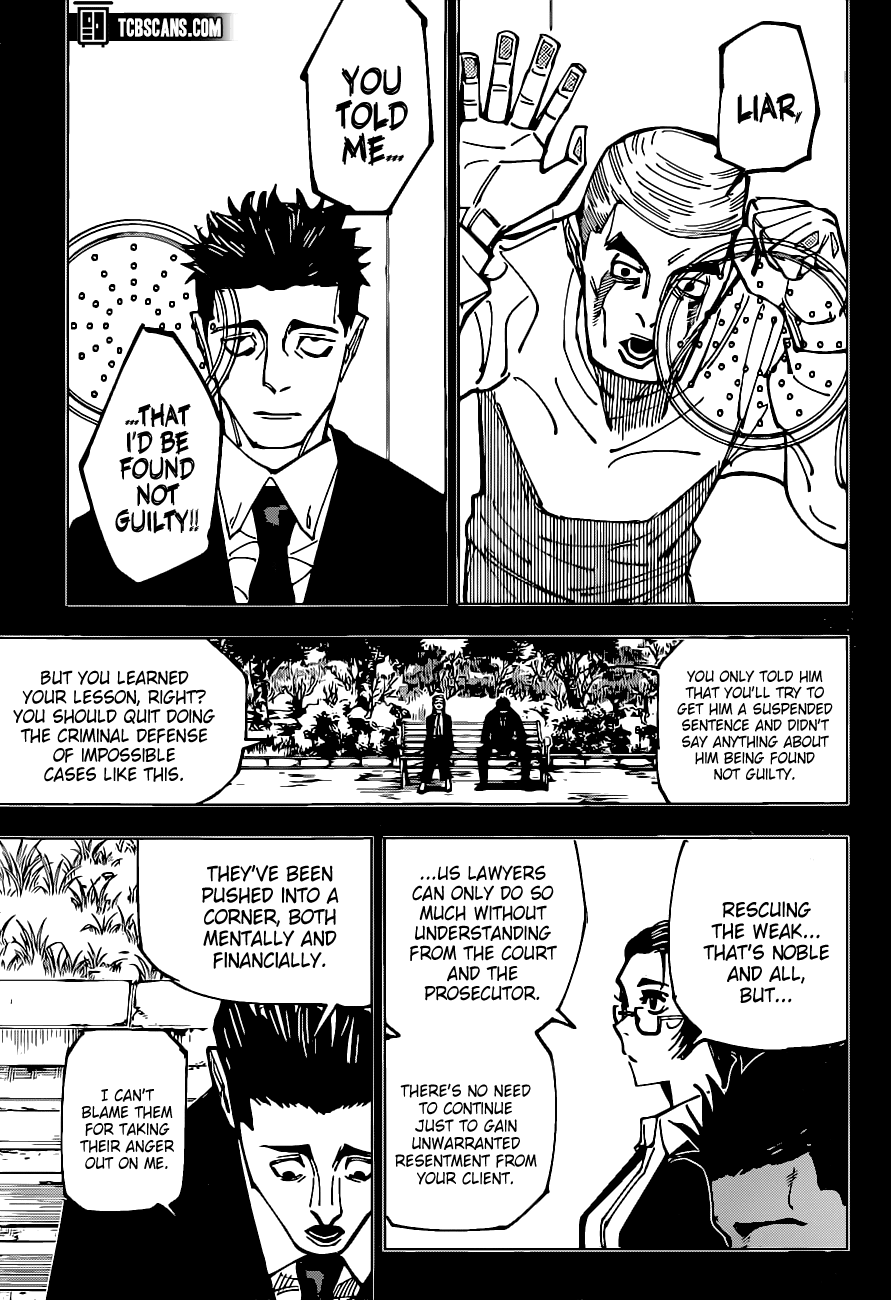 TCBSCANS.COM
LIAR,
YOU
TOLD
ME...
...THAT
I'D BE
FOUND
NOT
GUILTY!!
YOU ONLY TOLD HIM
THAT YOU'LL TRY TO
GET HIM A SUSPENDED
SENTENCE AND DIDN'T
SAY ANYTHING ABOUT
HIM BEING FOUND
NOT GUILTY.
BUT YOU LEARNED
YOUR LESSON, RIGHT?
YOU SHOULD QUIT DOING
THE CRIMINAL DEFENSE
OF IMPOSSIBLE
CASES LIKE THIS.
RESCUING
THE WEAK...
THAT'S NOBLE
AND ALL,
BUT...
...US LAWYERS
CAN ONLY DO SO
MUCH WITHOUT
UNDERSTANDING
FROM THE COURT
AND THE
PROSECUTOR.
THERE'S NO NEED
TO CONTINUE
JUST TO GAIN
UNWARRANTED
RESENTMENT FROM
YOUR CLIENT.
THEY'VE BEEN
PUSHED INTO A
CORNER, BOTH
MENTALLY AND
FINANCIALLY.
I CAN'T
BLAME THEM
FOR TAKING
THEIR ANGER
OUT ON ME.